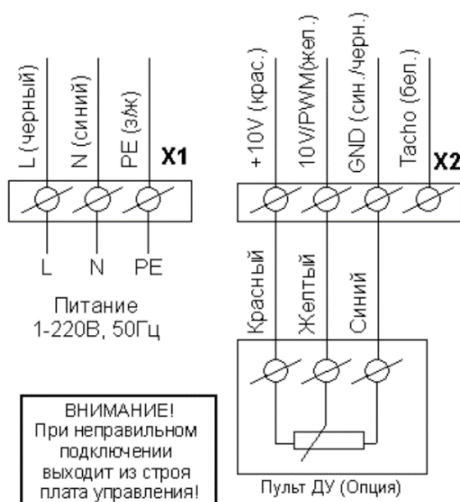 L (черный)
N (синий)
PE (з/ж)
X1
L
N
PE
Питание
1-220В, 50Гц
ВНИМАНИЕ!
При неправильном
подключении
выходит из строя
плата управления!
+10V (крас.)
10V/PWM(жел.)
GND (син./черн.)
Tacho (бел.)
X2
Красный
Желтый
Синий
Пульт ДУ (Опция)